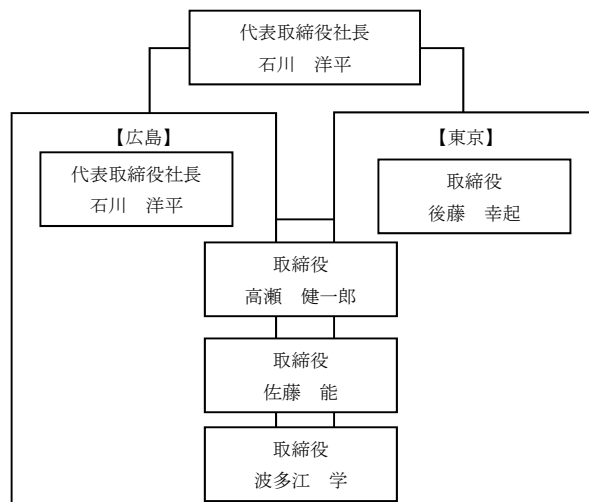 代表取締役社長
石川　洋平
【広島】
代表取締役社長
石川　洋平
【東京】
取締役
後藤　幸起
取締役
高瀬　健一郎
取締役
佐藤　能
取締役
波多江　学